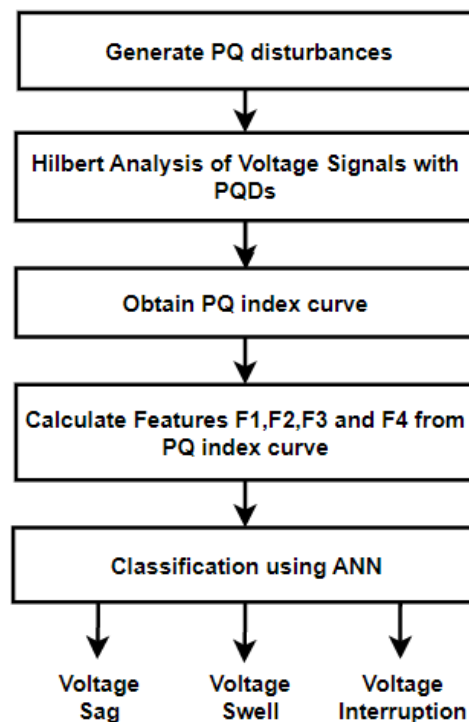 Generate PQ disturbances
Hilbert Analysis of Voltage Signals with
PQDs
Obtain PQ index curve
Calculate Features F1,F2,F3 and F4 from
PQ index curve
Classification using ANN
Voltage
Sag
Voltage
Swell
Voltage
Interruption